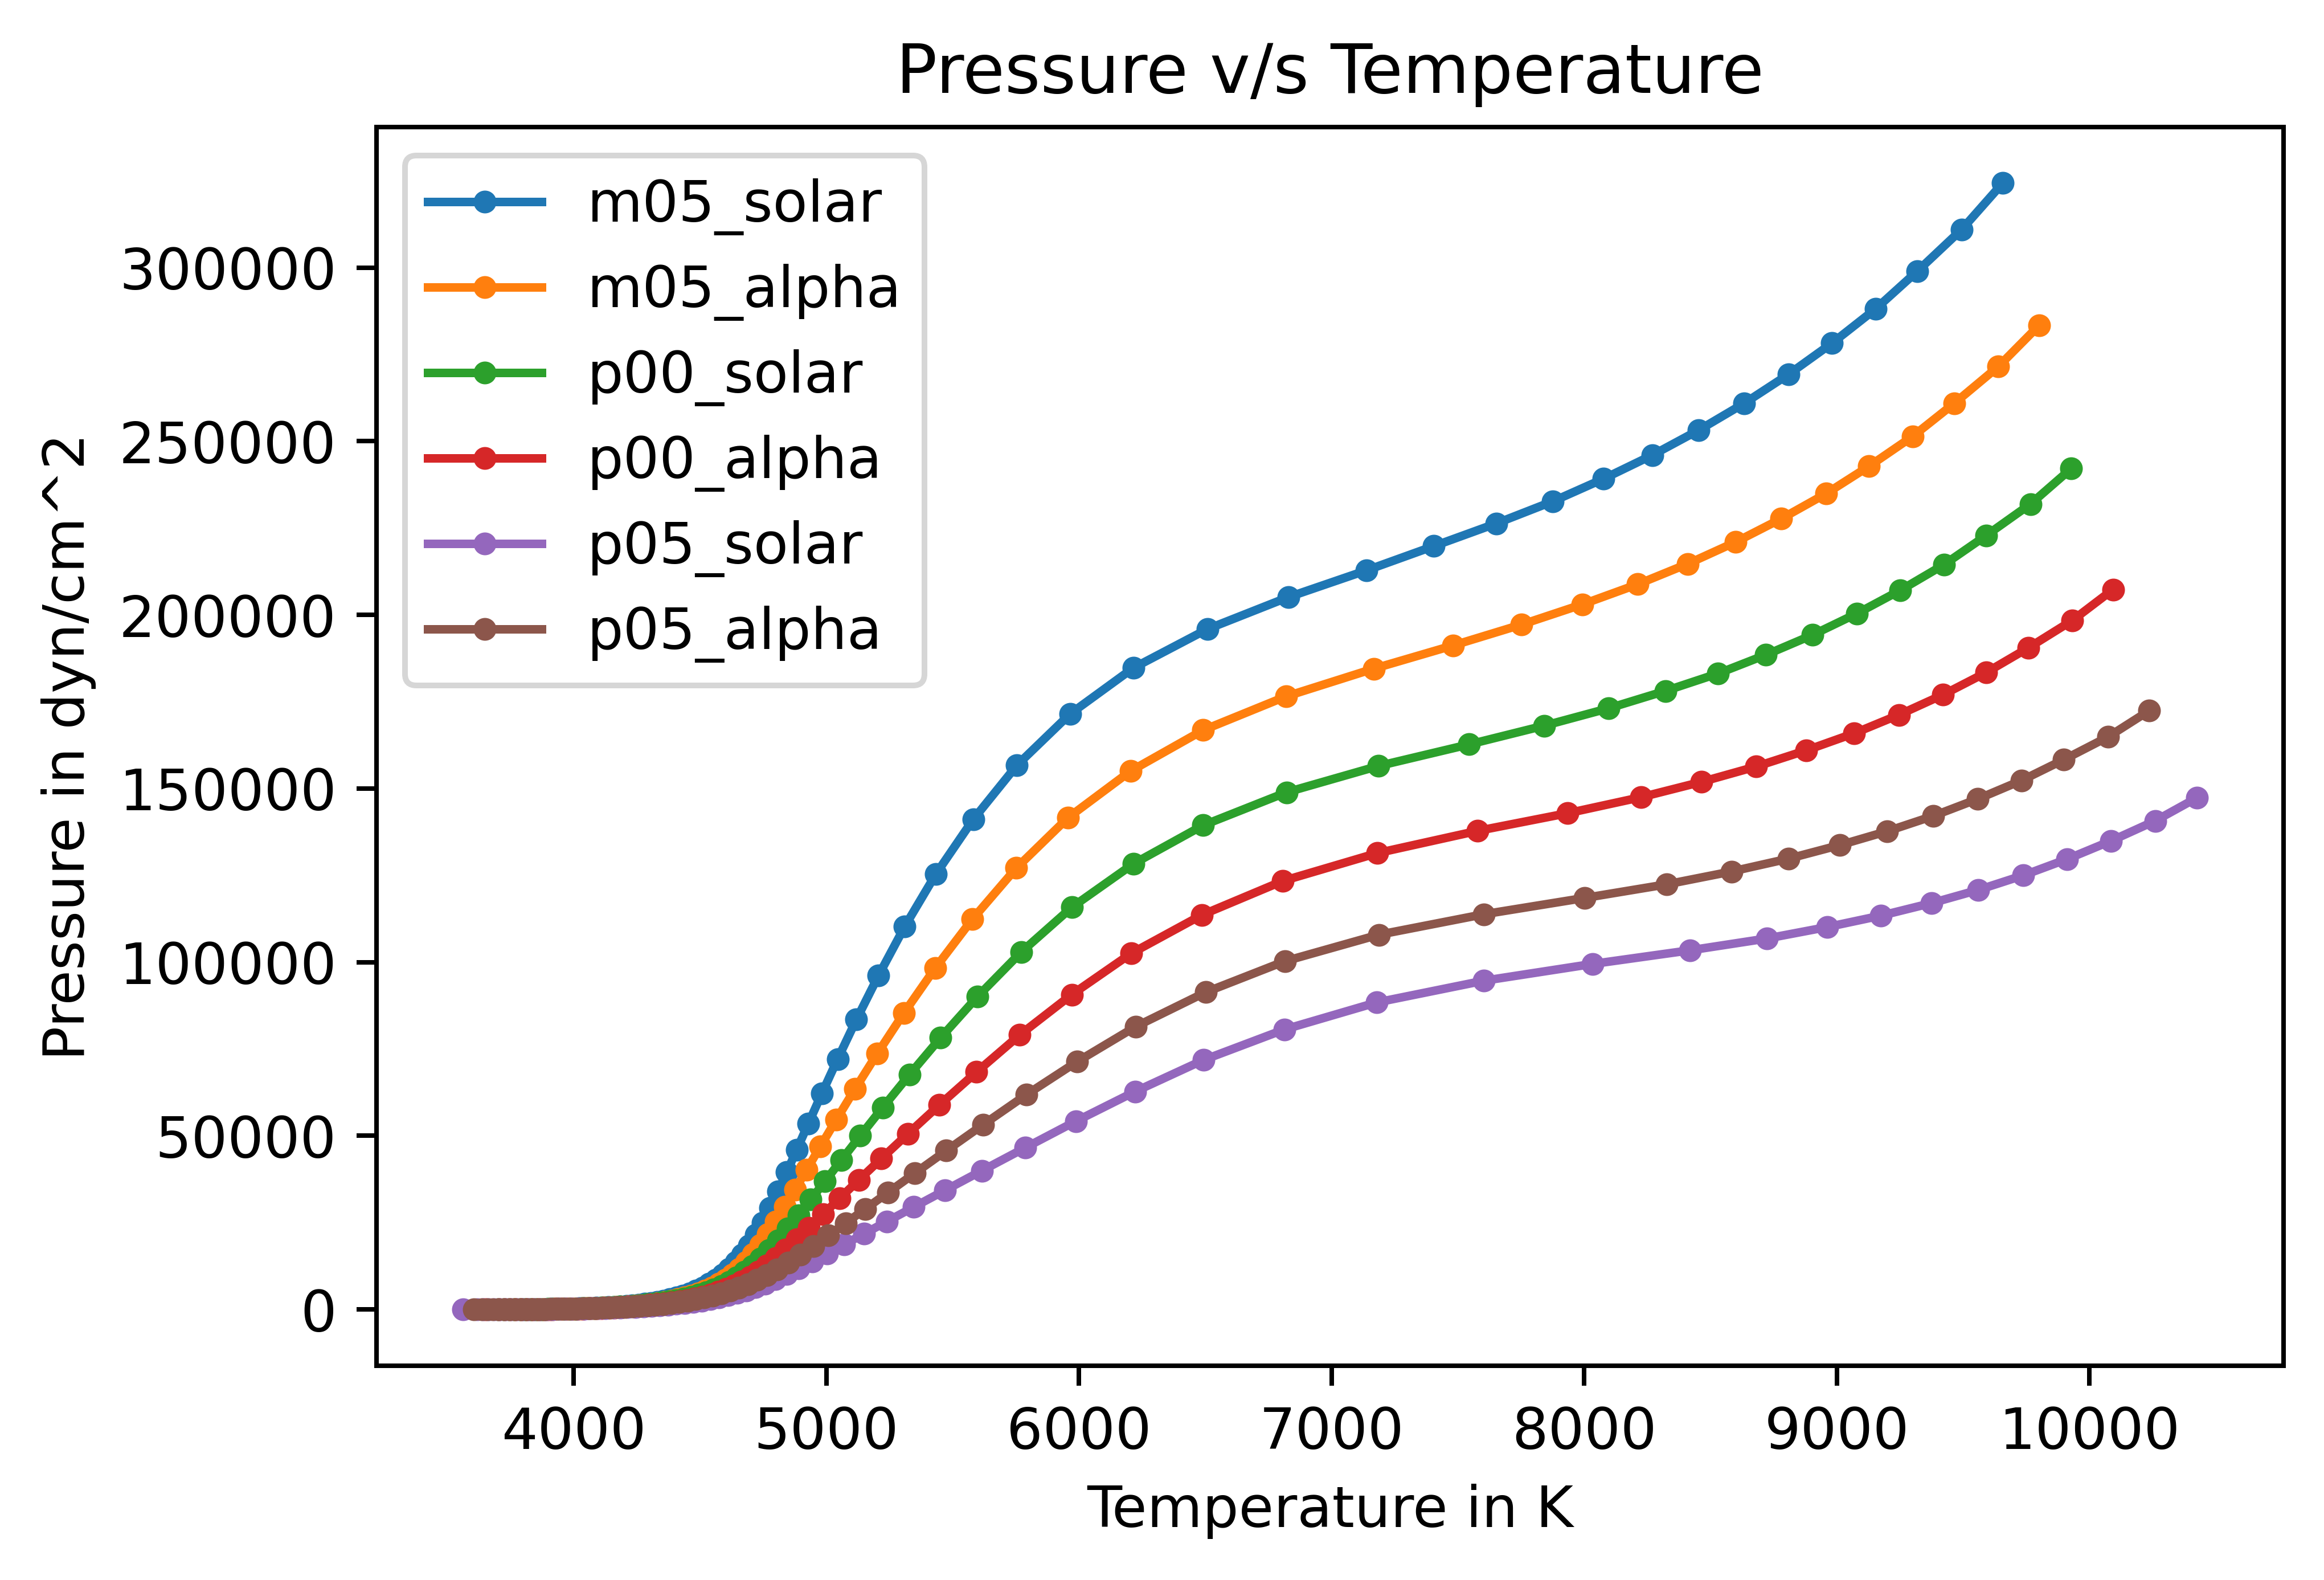 Pressure v/s Temperature
m05_solar
m05_alpha
p00_solar
p00_alpha
p05_solar
p05_alpha
Pressure in dyn/cm^2
300000
250000
200000
150000
100000
50000
0
4000 5000 6000 7000 8000 9000 10000
Temperature in K